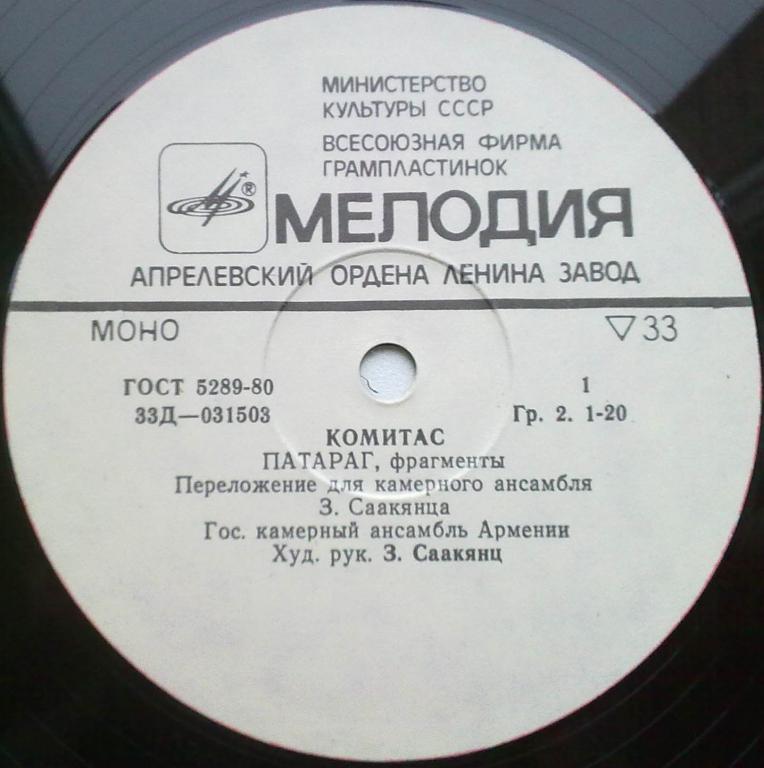 МИНИСТЕРСТВО
КУЛЬТУРЫ СССР
ВСЕСОЮЗНАЯ ФИРМА
ГРАМПЛАСТИНОК
®
МЕЛОДИЯ
АПРЕЛЕВСКИЙ ОРДЕНА ЛЕНИНА ЗАВОД
МОНО ▽33
ГОСТ 5289-80 1
33Д—031503 Гр. 2. 1-20
КОМИТАС
ПАТАРАГ, фрагменты
Переложение для камерного ансамбля
З. Саакянца
Гос. камерный ансамбль Армении
Худ. рук. З. Саакянц